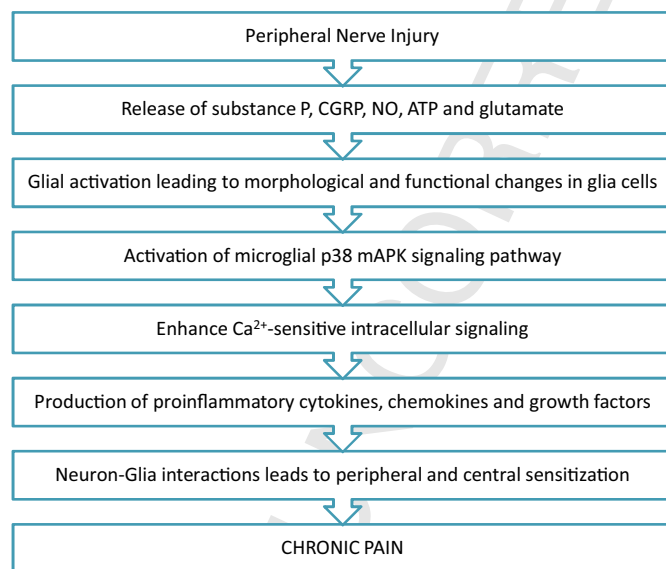 Peripheral Nerve Injury
Release of substance P, CGRP, NO, ATP and glutamate
Glial activation leading to morphological and functional changes in glia cells
Activation of microglial p38 mAPK signaling pathway
Enhance Ca²⁺-sensitive intracellular signaling
Production of proinflammatory cytokines, chemokines and growth factors
Neuron-Glia interactions leads to peripheral and central sensitization
CHRONIC PAIN